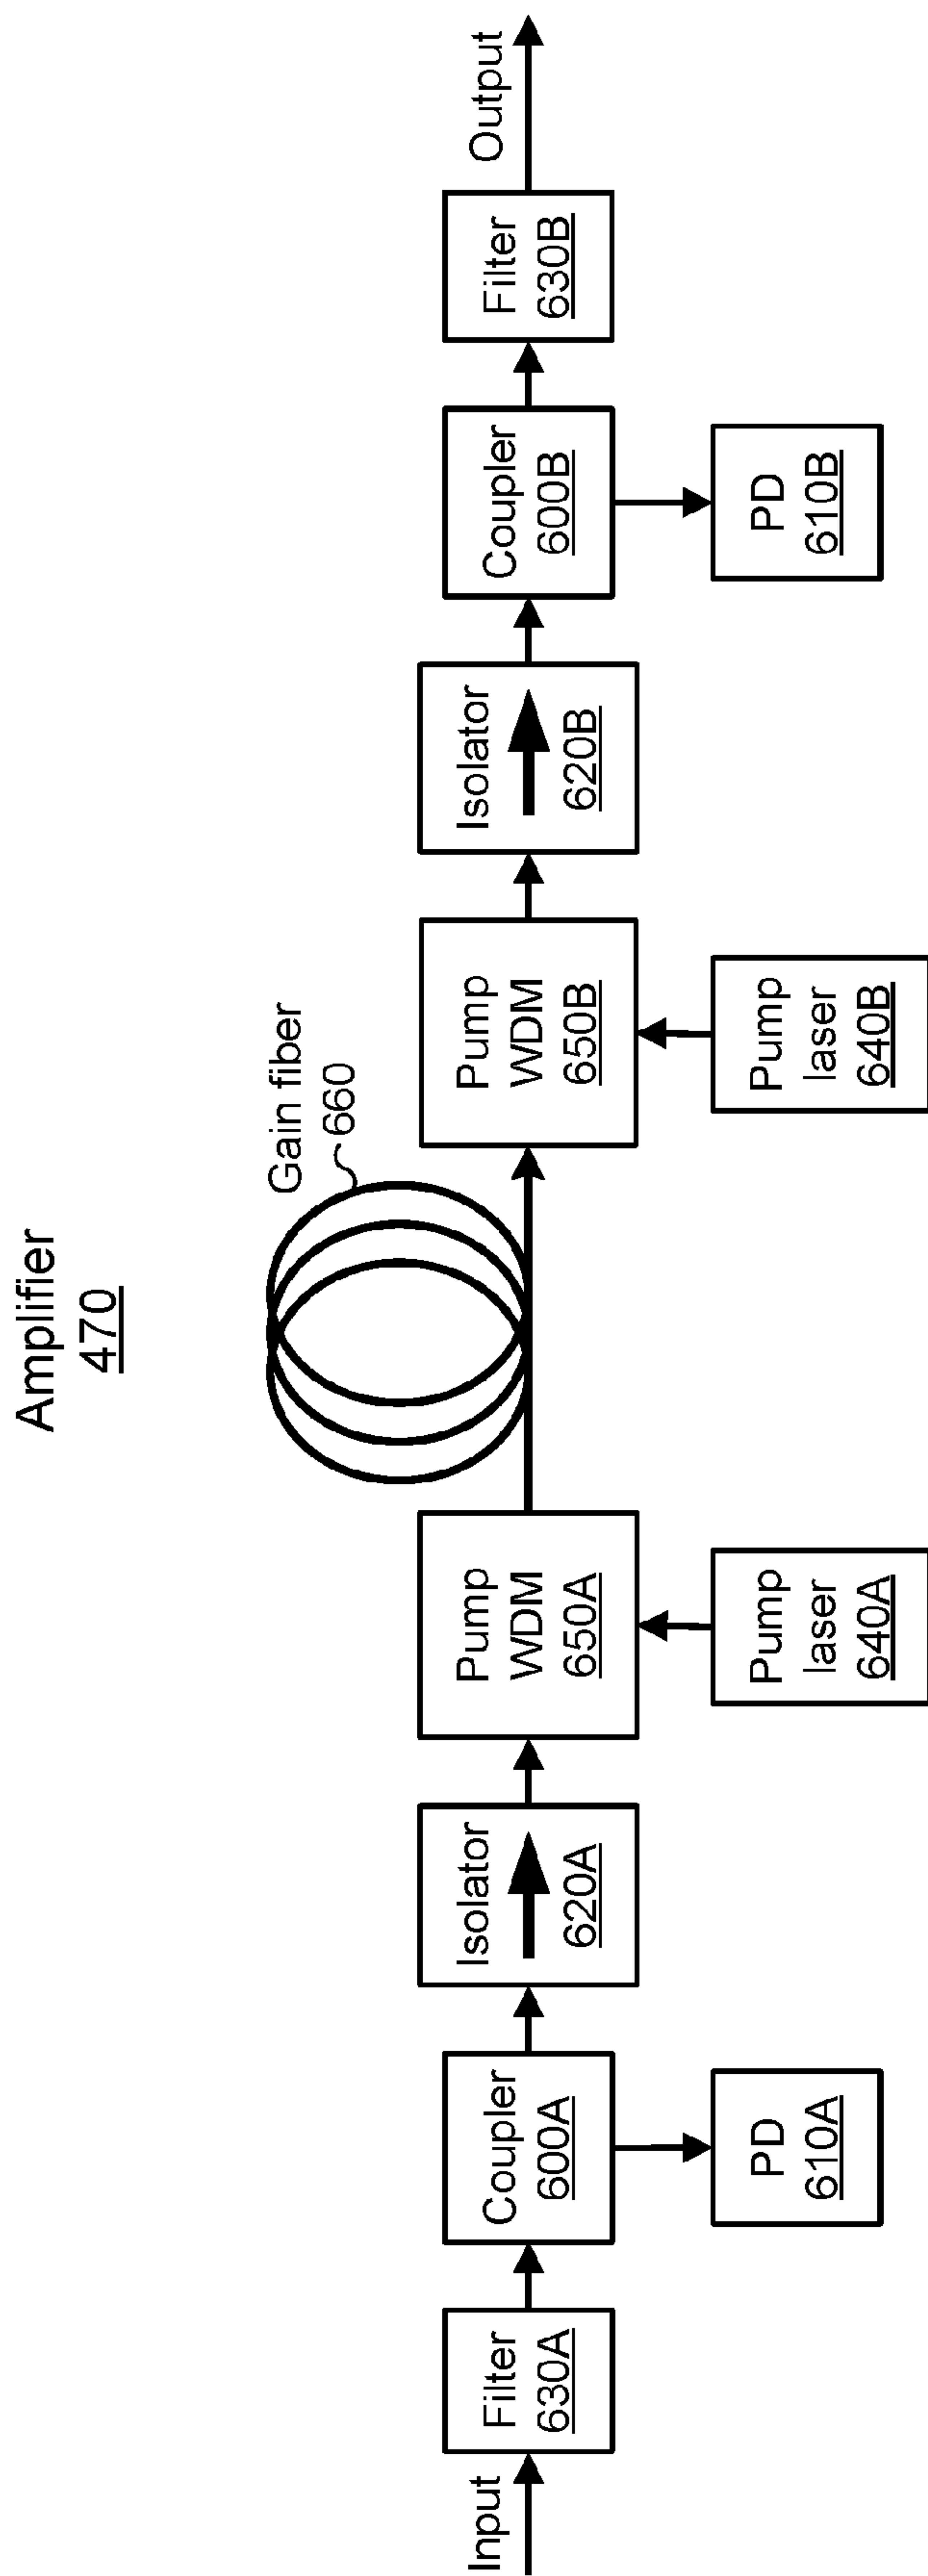 Amplifier
470
Input
Filter
630A
Coupler
600A
PD
610A
Isolator
620A
Pump
WDM
650A
Pump
laser
640A
Gain fiber
660
Pump
WDM
650B
Pump
laser
640B
Isolator
620B
Coupler
600B
PD
610B
Filter
630B
Output